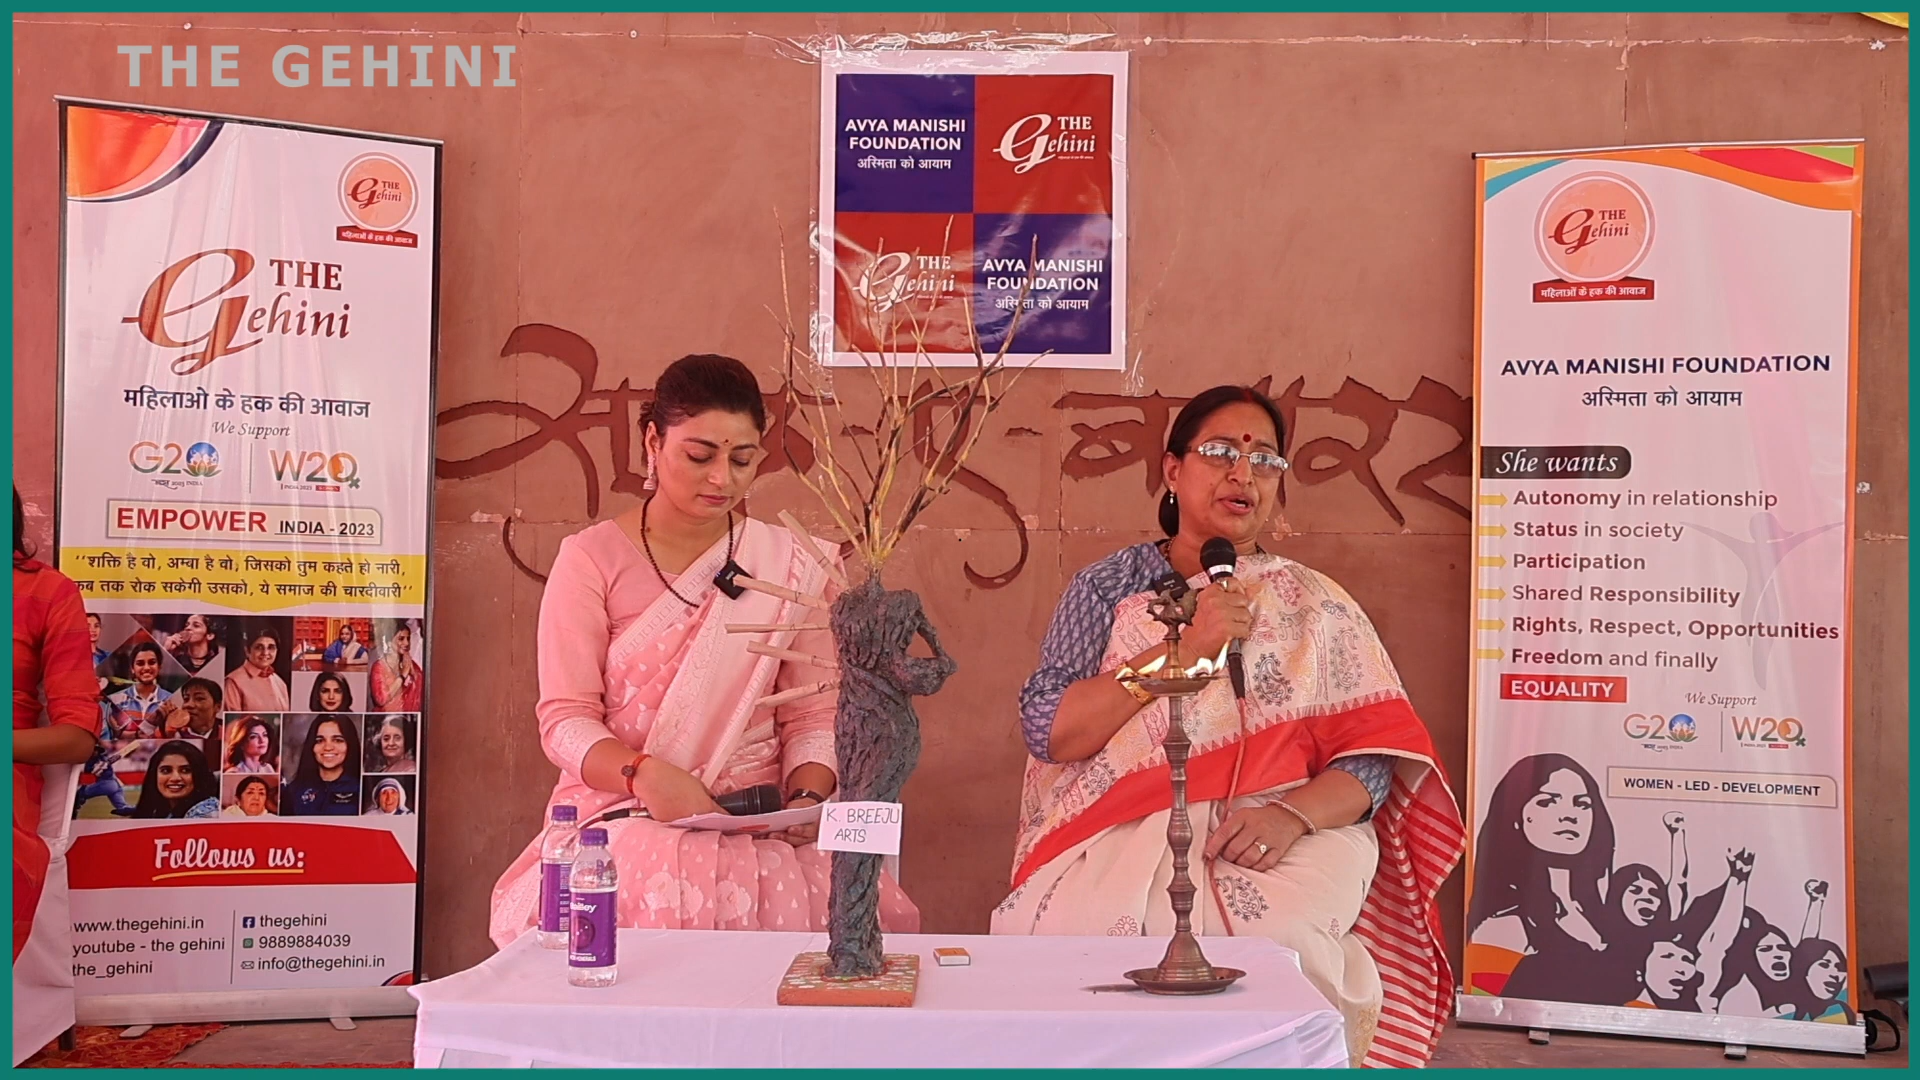 THE GEHINI
THE
Gehini
महिलाओं के हक की आवाज
THE
Gehini
महिलाओ के हक की आवाज
We Support
G20
W20
EMPOWER INDIA - 2023
“शक्ति है वो, अम्बा है वो, जिसको तुम कहते हो नारी,
कब तक रोक सकेगी उसको, ये समाज की चारदीवारी”
Follows us:
www.thegehini.in
youtube - the gehini
the_gehini
thegehini
9889884039
info@thegehini.in
AVYA MANISHI
FOUNDATION
अस्मिता को आयाम
THE
Gehini
THE
Gehini
AVYA MANISHI
FOUNDATION
अस्मिता को आयाम
K. BREEJU
ARTS
THE
Gehini
महिलाओं के हक की आवाज
AVYA MANISHI FOUNDATION
अस्मिता को आयाम
She wants
Autonomy in relationship
Status in society
Participation
Shared Responsibility
Rights, Respect, Opportunities
Freedom and finally
EQUALITY
We Support
G20
W20
WOMEN - LED - DEVELOPMENT